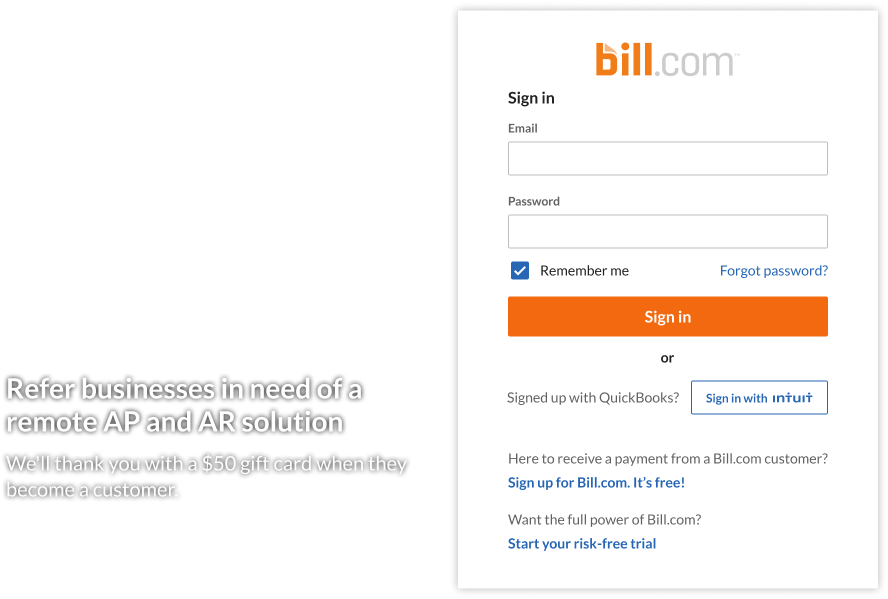 Refer businesses in need of a
remote AP and AR solution
We'll thank you with a $50 gift card when they
become a customer.
bill.com™
Sign in
Email
Password
Remember me
Forgot password?
Sign in
or
Signed up with QuickBooks?
Sign in with intuit
Here to receive a payment from a Bill.com customer?
Sign up for Bill.com. It's free!
Want the full power of Bill.com?
Start your risk-free trial